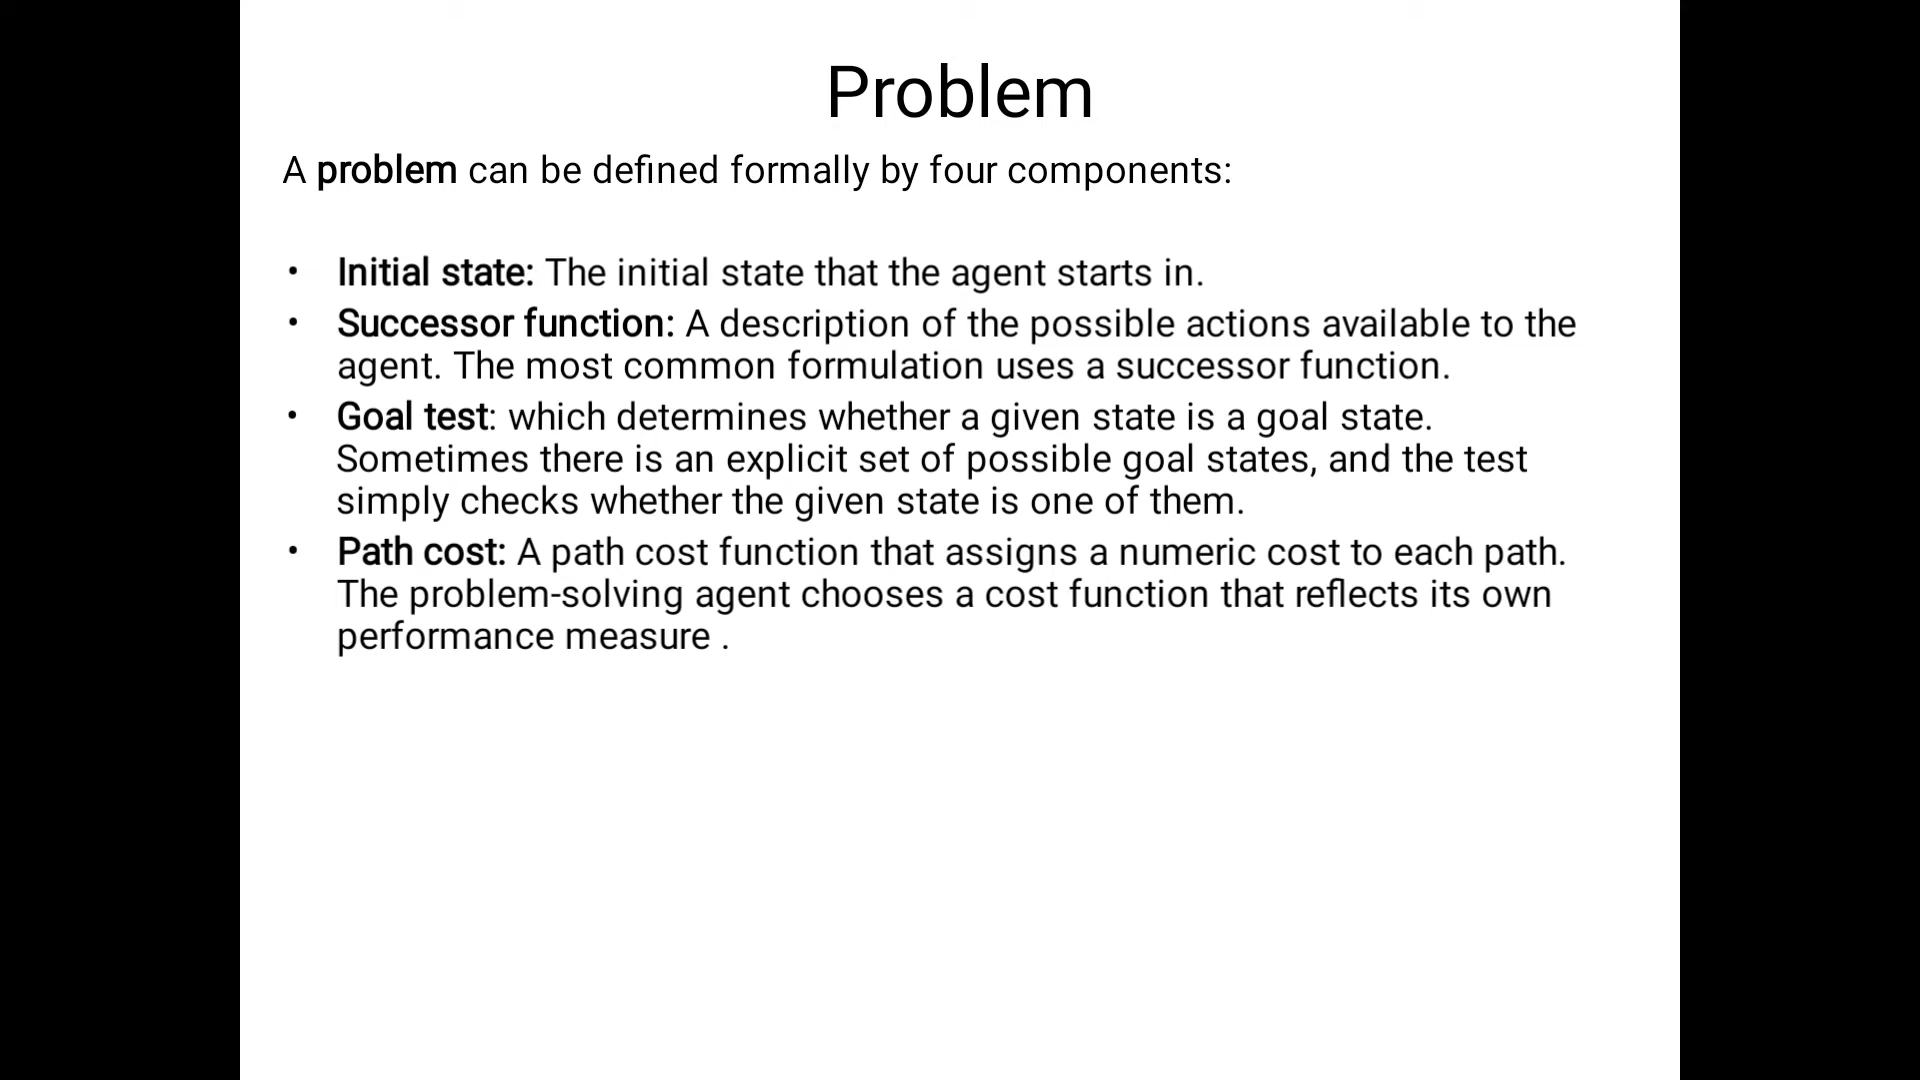 Problem
A problem can be defined formally by four components:
• Initial state: The initial state that the agent starts in.
• Successor function: A description of the possible actions available to the
agent. The most common formulation uses a successor function.
• Goal test: which determines whether a given state is a goal state.
Sometimes there is an explicit set of possible goal states, and the test
simply checks whether the given state is one of them.
• Path cost: A path cost function that assigns a numeric cost to each path.
The problem-solving agent chooses a cost function that reflects its own
performance measure .